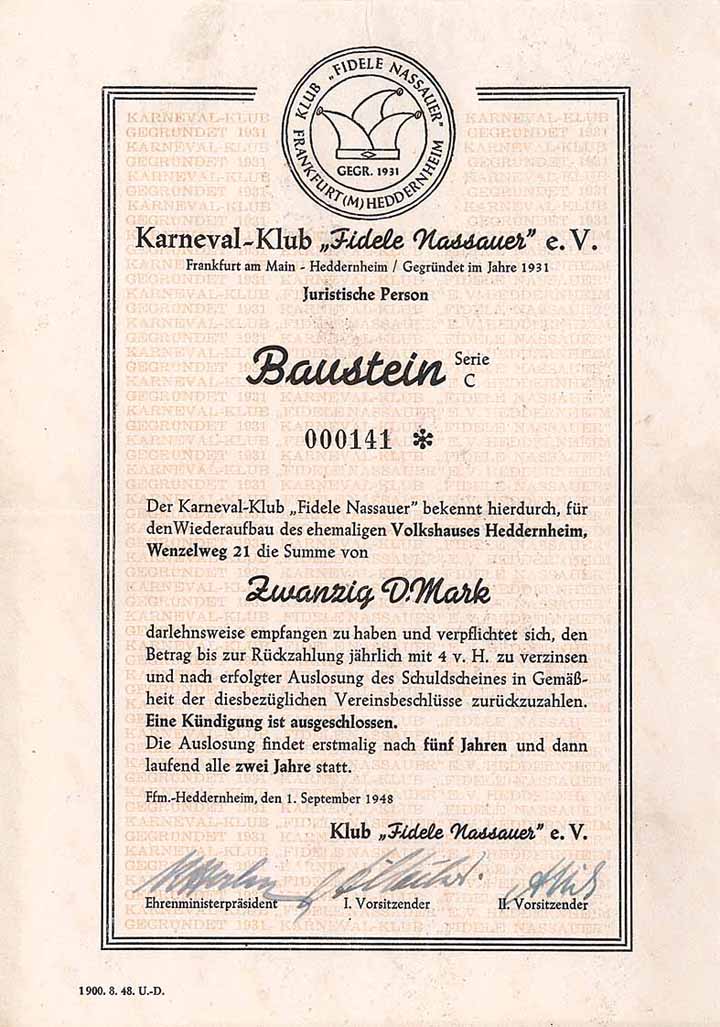 KLUB „FIDELE NASSAUER"
FRANKFURT (M) HEDDERNHEIM
GEGR. 1931
Karneval-Klub „Fidele Nassauer" e. V.
Frankfurt am Main - Heddernheim / Gegründet im Jahre 1931
Juristische Person
Baustein Serie C
000141 *
Der Karneval-Klub „Fidele Nassauer" bekennt hierdurch, für
den Wiederaufbau des ehemaligen Volkshauses Heddernheim,
Wenzelweg 21 die Summe von
Zwanzig D.Mark
darlehnsweise empfangen zu haben und verpflichtet sich, den
Betrag bis zur Rückzahlung jährlich mit 4 v. H. zu verzinsen
und nach erfolgter Auslosung des Schuldscheines in Gemäß-
heit der diesbezüglichen Vereinsbeschlüsse zurückzuzahlen.
Eine Kündigung ist ausgeschlossen.
Die Auslosung findet erstmalig nach fünf Jahren und dann
laufend alle zwei Jahre statt.
Ffm.-Heddernheim, den 1. September 1948
Klub „Fidele Nassauer" e. V.
Ehrenministerpräsident I. Vorsitzender II. Vorsitzender
1900. 8. 48. U.-D.